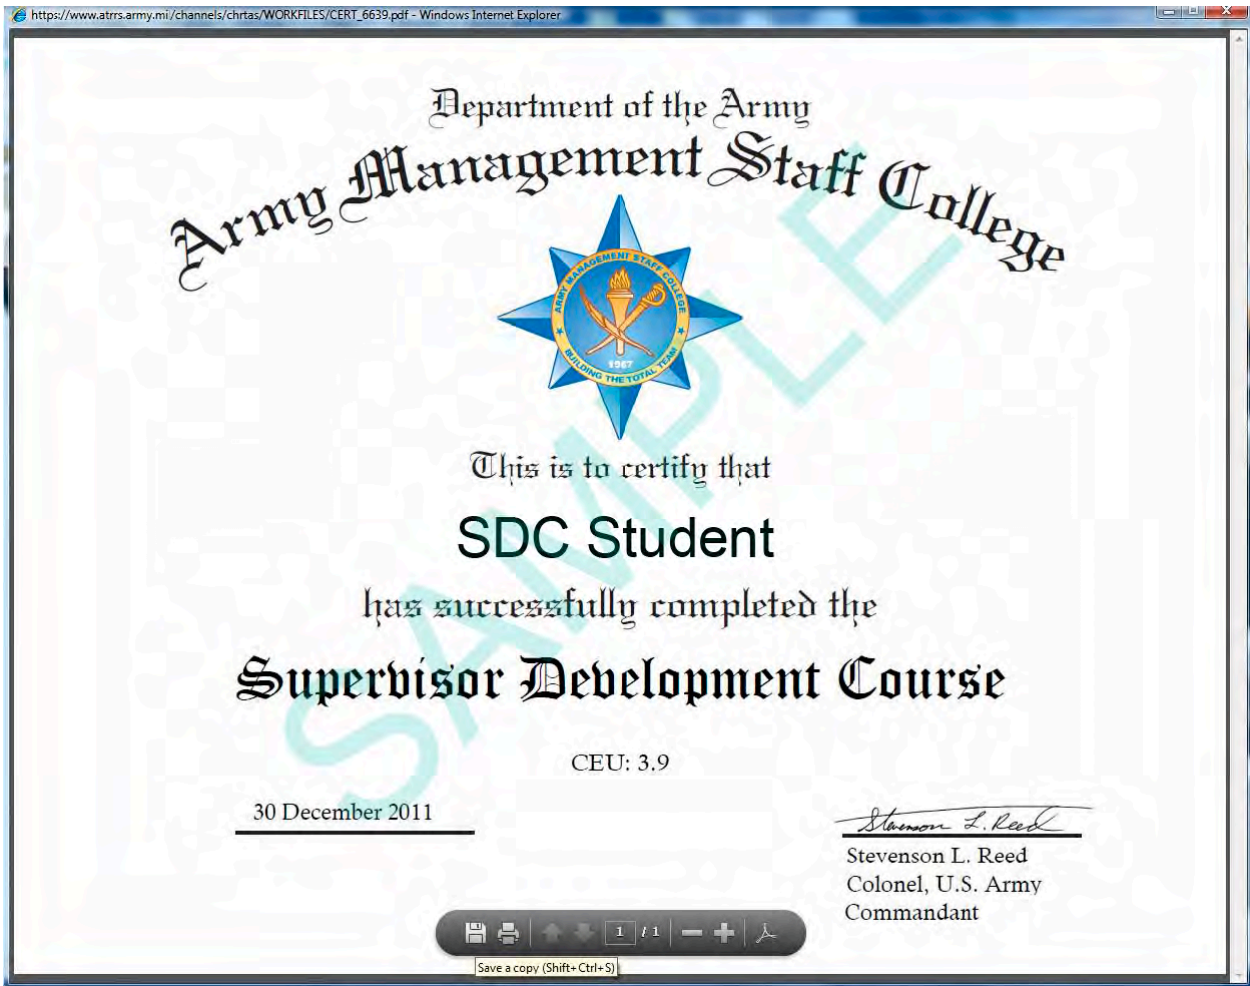 https://www.atrrs.army.mi/channels/chrtas/WORKFILES/CERT_6639.pdf - Windows Internet Explorer
Department of the Army
Army Management Staff College
ARMY MANAGEMENT STAFF COLLEGE
1967
BUILDING THE TOTAL TEAM
This is to certify that
SDC Student
has successfully completed the
Supervisor Development Course
CEU: 3.9
30 December 2011
Stevenson L. Reed
Stevenson L. Reed
Colonel, U.S. Army
Commandant
SAMPLE
1 / 1
Save a copy (Shift+Ctrl+S)